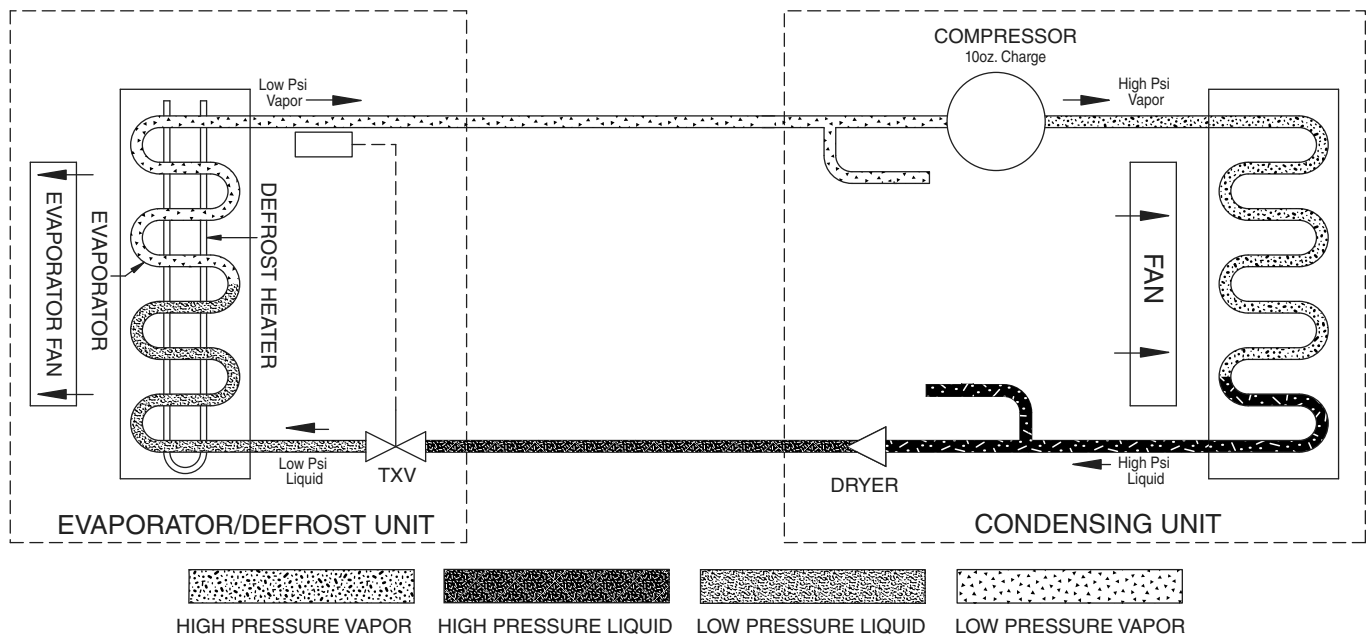 COMPRESSOR
10oz. Charge
Low Psi
Vapor
High Psi
Vapor
EVAPORATOR FAN
EVAPORATOR
DEFROST HEATER
FAN
Low Psi
Liquid
TXV
DRYER
High Psi
Liquid
EVAPORATOR/DEFROST UNIT
CONDENSING UNIT
HIGH PRESSURE VAPOR
HIGH PRESSURE LIQUID
LOW PRESSURE LIQUID
LOW PRESSURE VAPOR